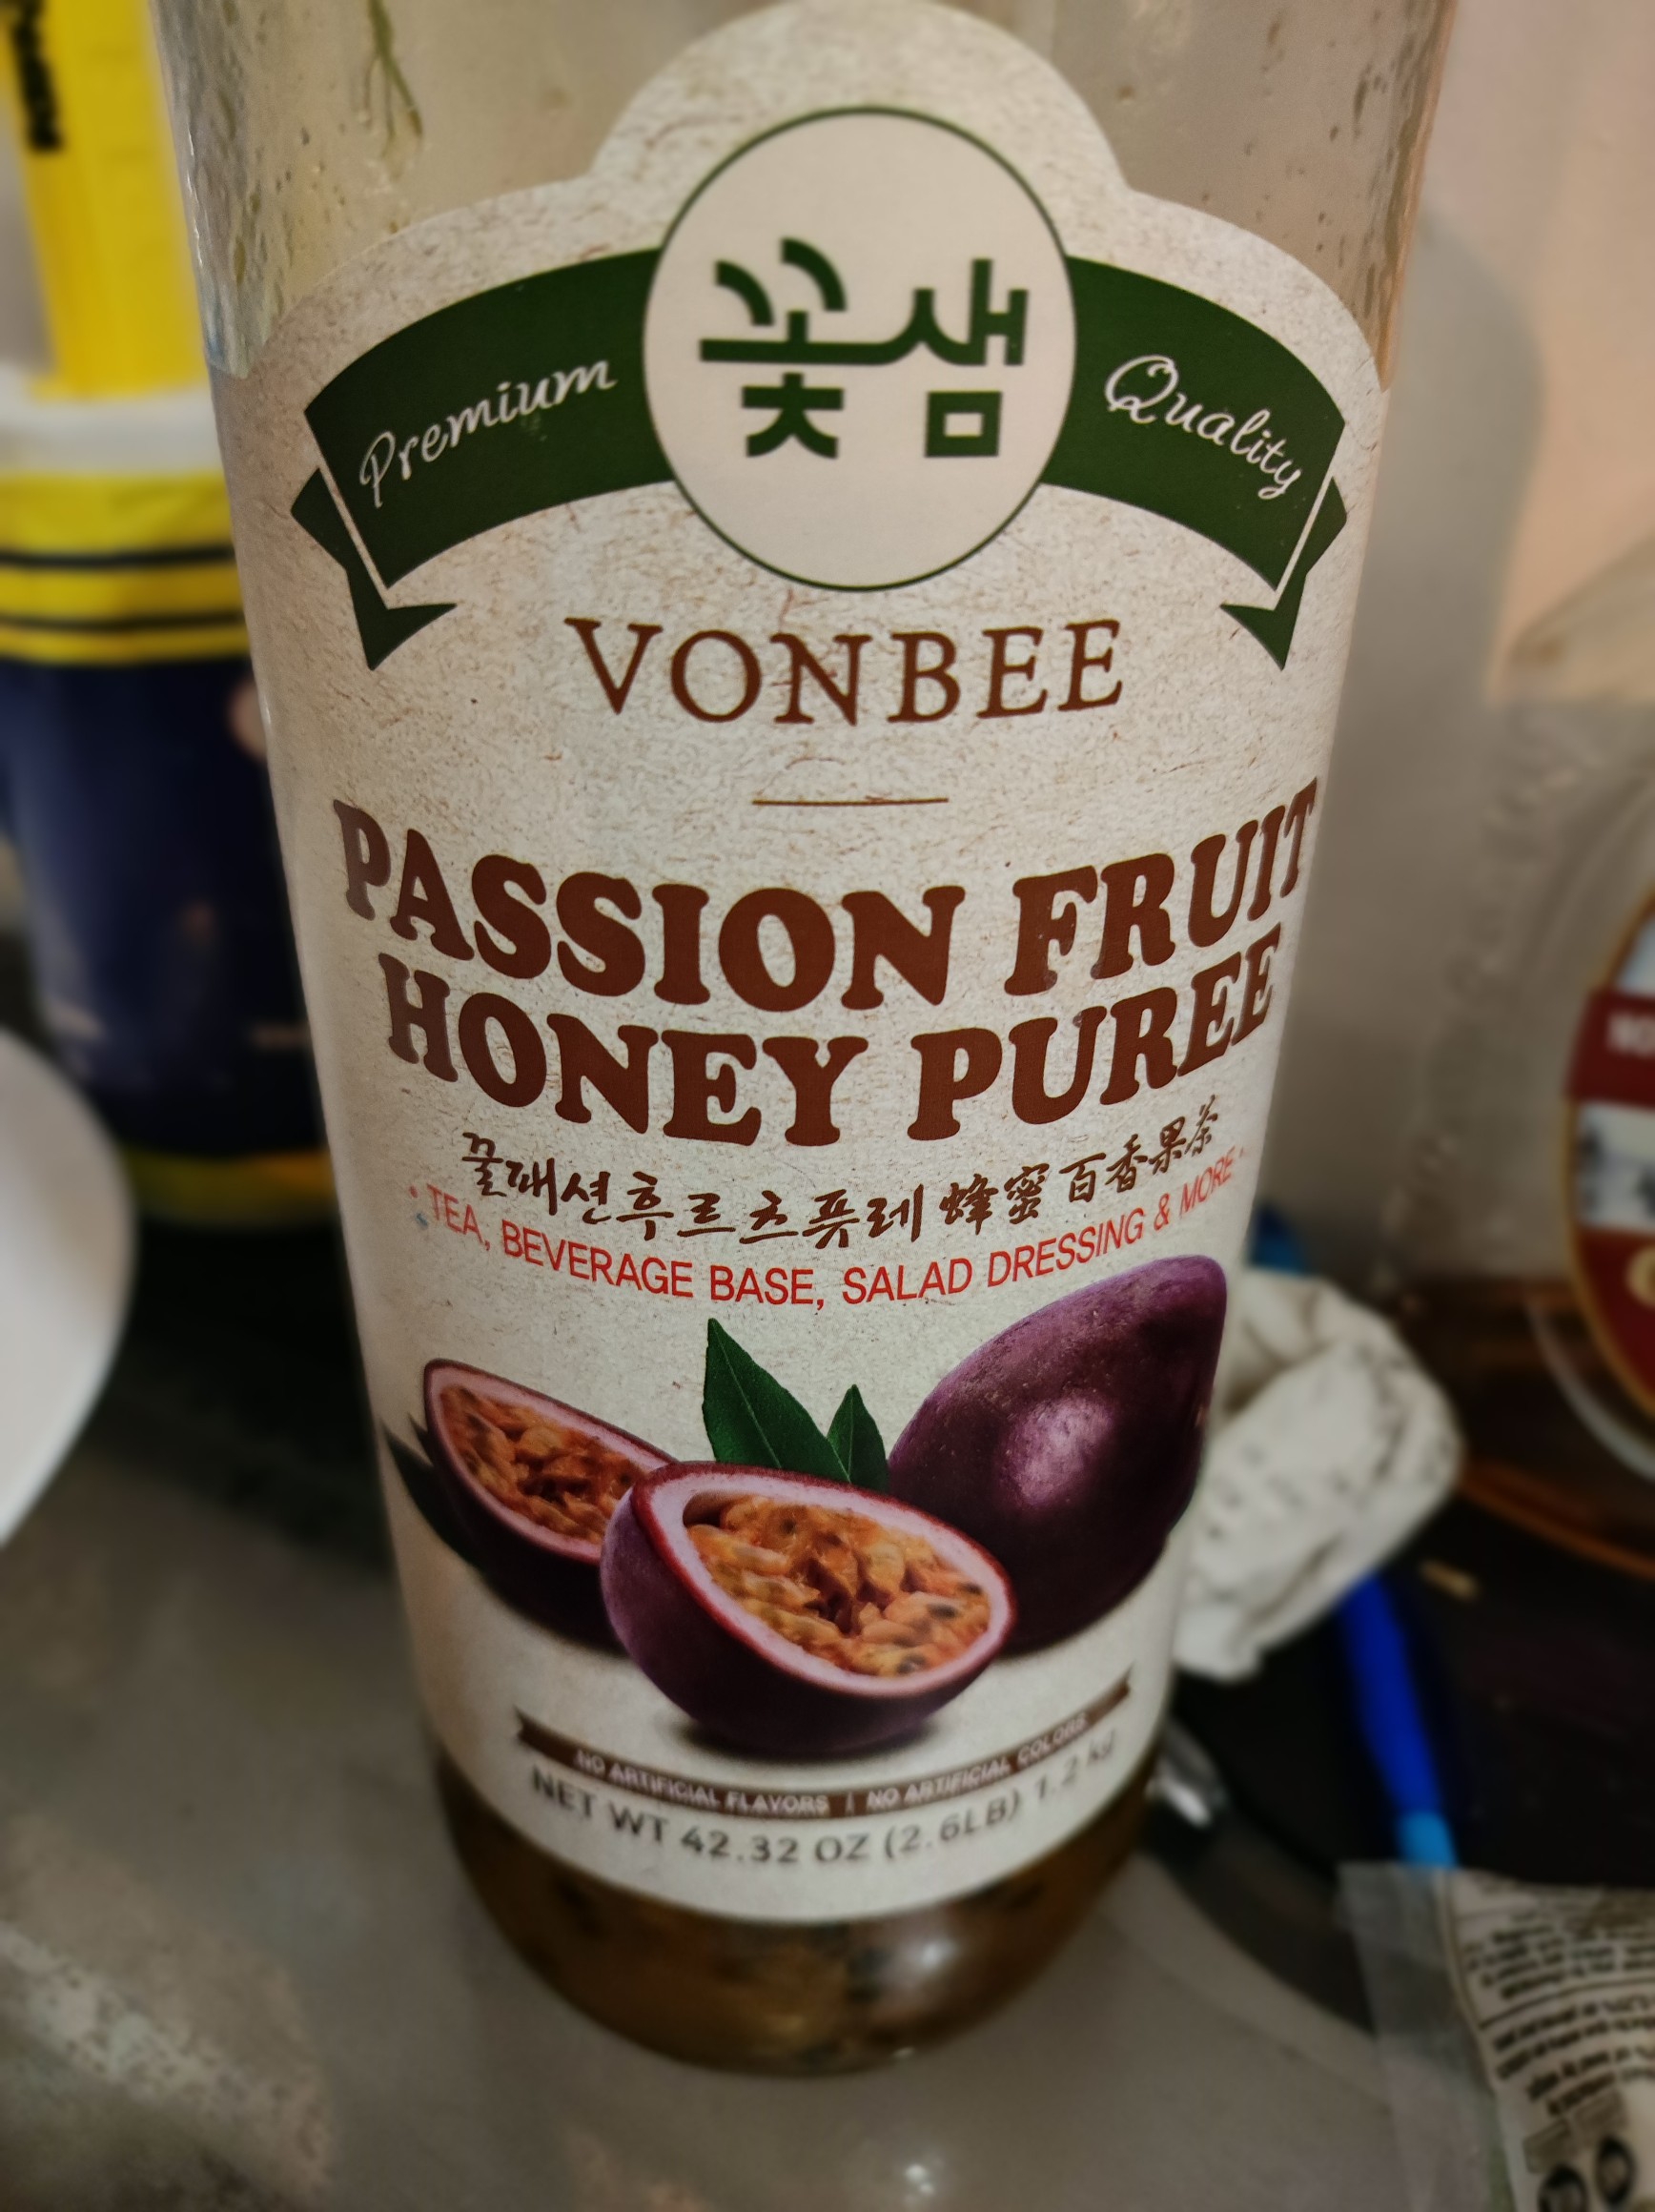 꽃샘
Premium Quality
VONBEE
PASSION FRUIT
HONEY PUREE
꿀패션후르츠퓨레 蜂蜜百香果茶
• TEA, BEVERAGE BASE, SALAD DRESSING & MORE •
NO ARTIFICIAL FLAVORS | NO ARTIFICIAL COLORS
NET WT 42.32 OZ (2.6LB) 1.2 kg